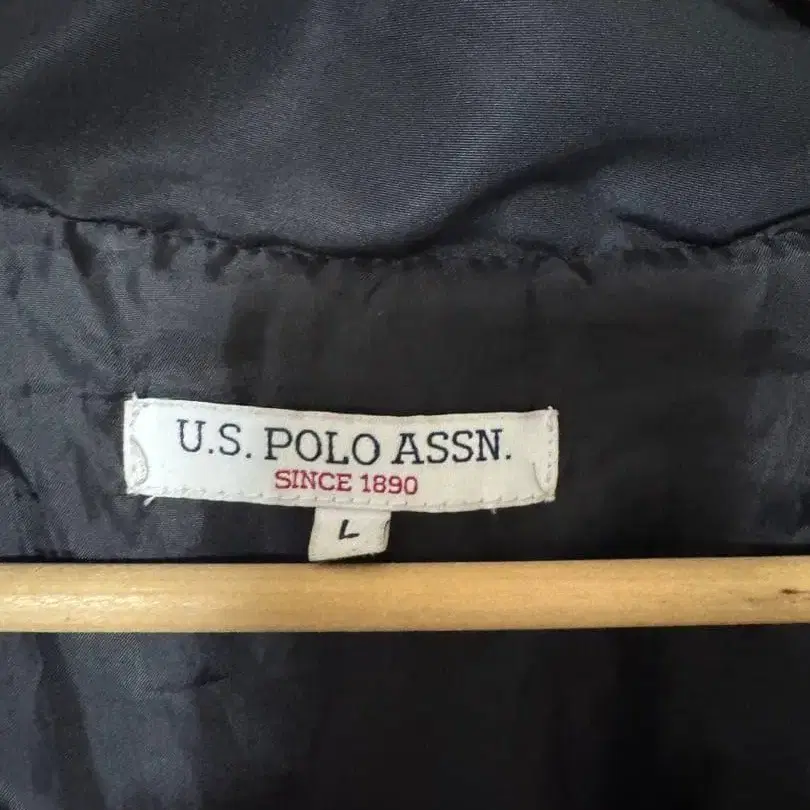 U.S. POLO ASSN.
SINCE 1890
L